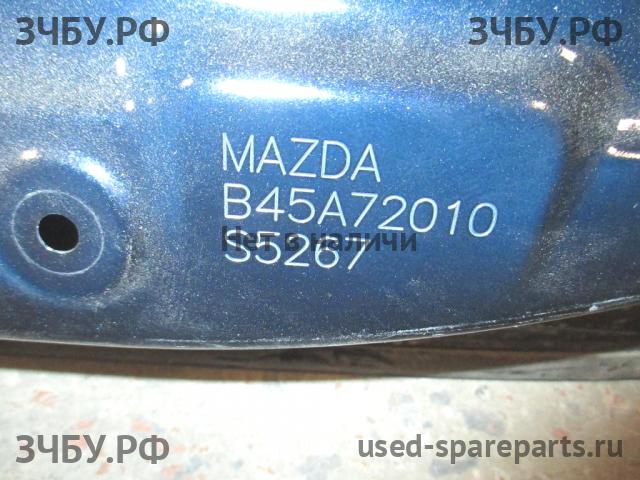 ЗЧБУ.РФ ЗЧБУ.РФ
MAZDA
B45A72010
Нет в наличи
S5267
ЗЧБУ.РФ used-spareparts.ru